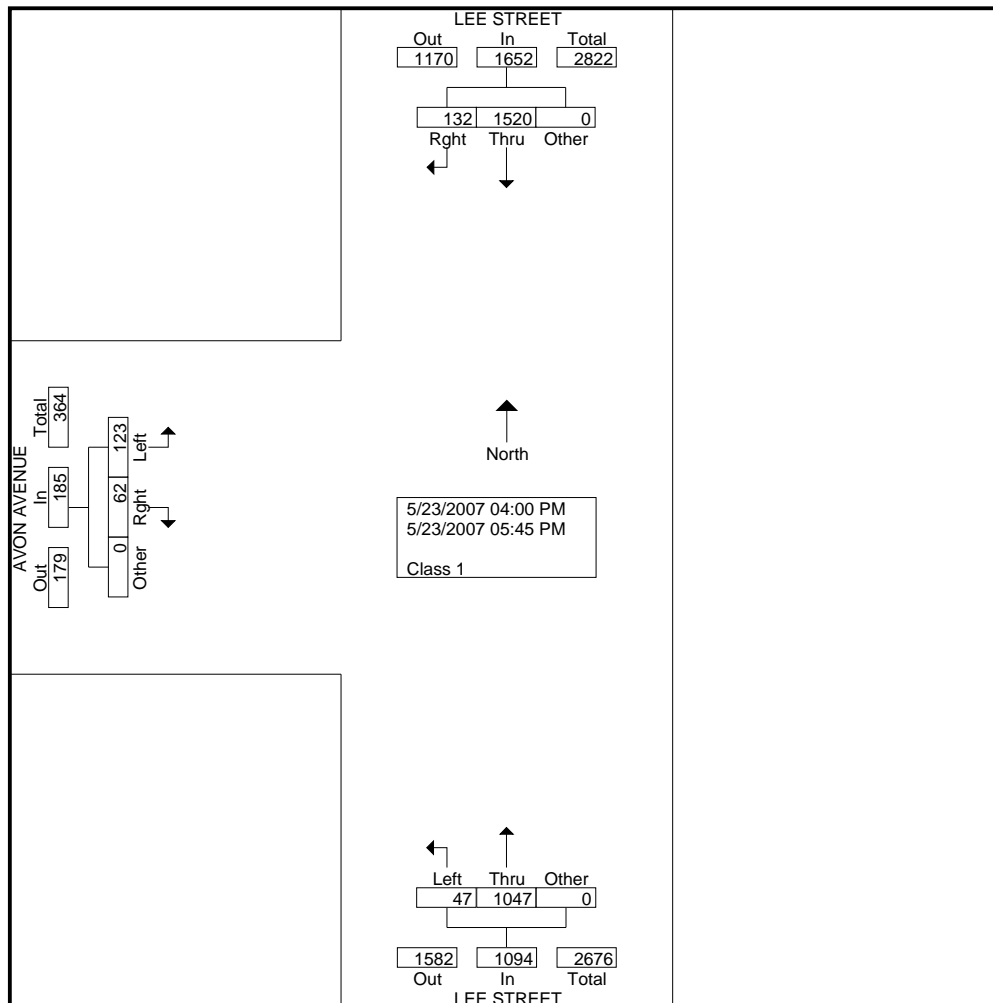 LEE STREET
Out In Total
1170 1652 2822
132 1520 0
Rght Thru Other
AVON AVENUE
Out In Total
179 185 364
0 62 123
Other Rght Left
North
5/23/2007 04:00 PM
5/23/2007 05:45 PM
Class 1
Left Thru Other
47 1047 0
1582 1094 2676
Out In Total
LEE STREET